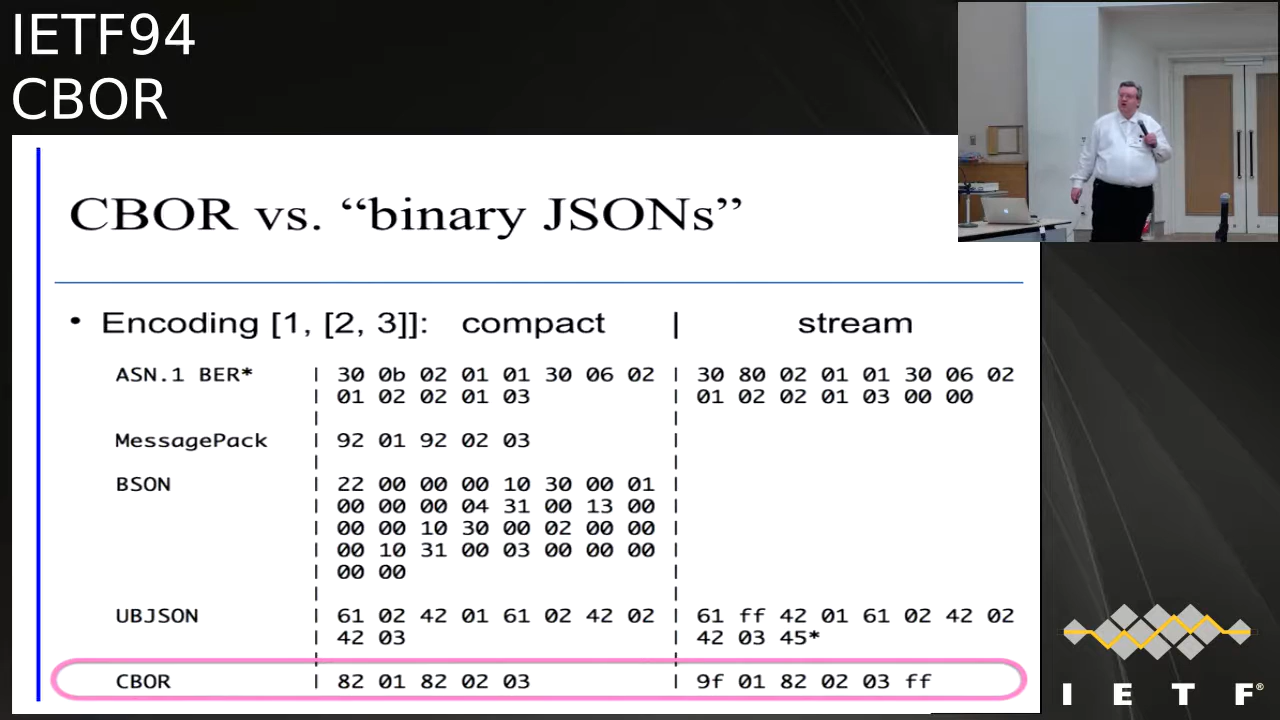 IETF94
CBOR
CBOR vs. “binary JSONs”
• Encoding [1, [2, 3]]: compact | stream
ASN.1 BER* | 30 0b 02 01 01 30 06 02 | 30 80 02 01 01 30 06 02
| 01 02 02 01 03 | 01 02 02 01 03 00 00
MessagePack | 92 01 92 02 03 |
BSON | 22 00 00 00 10 30 00 01 |
| 00 00 00 04 31 00 13 00 |
| 00 00 10 30 00 02 00 00 |
| 00 10 31 00 03 00 00 00 |
| 00 00 |
UBJSON | 61 02 42 01 61 02 42 02 | 61 ff 42 01 61 02 42 02
| 42 03 | 42 03 45*
CBOR | 82 01 82 02 03 | 9f 01 82 02 03 ff
I E T F®